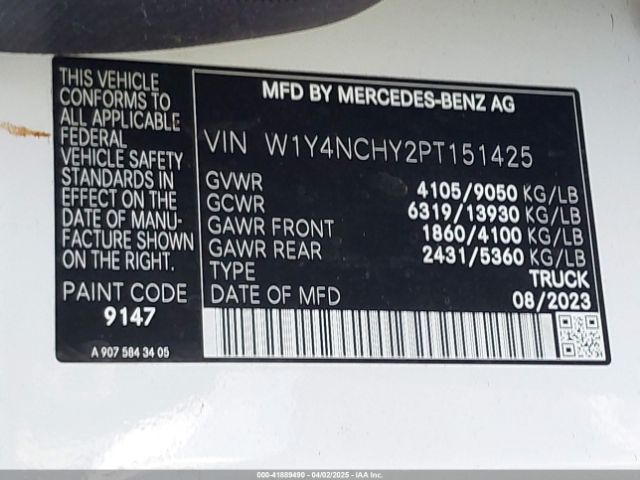 THIS VEHICLE
CONFORMS TO
ALL APPLICABLE
FEDERAL
VEHICLE SAFETY
STANDARDS IN
EFFECT ON THE
DATE OF MANU-
FACTURE SHOWN
ON THE RIGHT.
PAINT CODE
9147
A 907 584 34 05
MFD BY MERCEDES-BENZ AG
VIN W1Y4NCHY2PT151425
GVWR 4105/9050 KG/LB
GCWR 6319/13930 KG/LB
GAWR FRONT 1860/4100 KG/LB
GAWR REAR 2431/5360 KG/LB
TYPE TRUCK
DATE OF MFD 08/2023
000-41889490 - 04/02/2025 - IAA Inc.